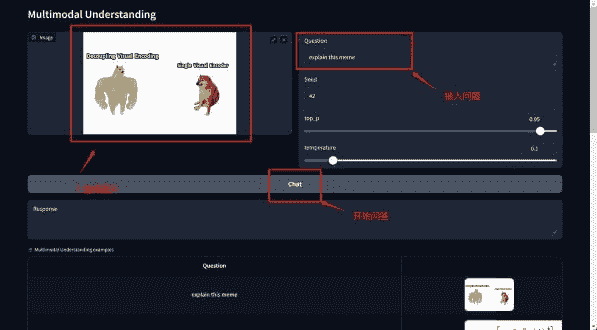 Multimodal Understanding
Image
Decoupling Visual Encoding
Single Visual Encoder
Question
explain this meme
输入问题
Seed
42
top_p
0.95
temperature
0.1
Chat
开始问答
Response
Multimodal Understanding examples
Question
explain this meme